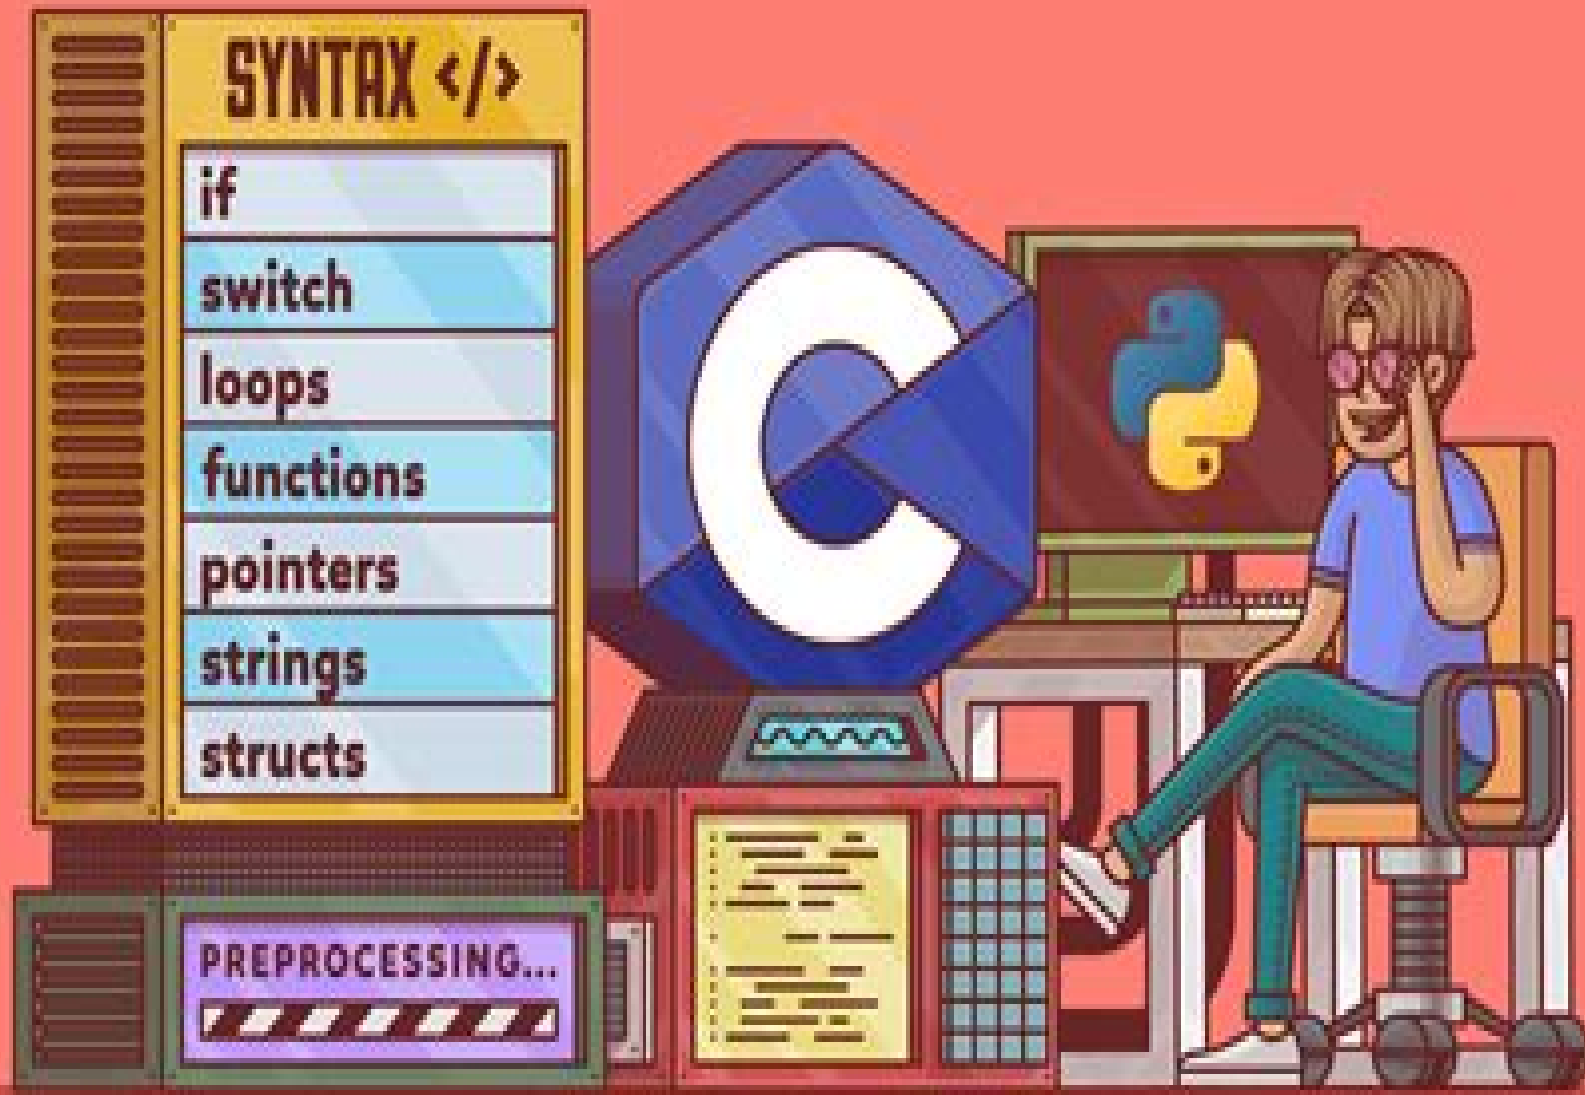 SYNTAX </>
if
switch
loops
functions
pointers
strings
structs
PREPROCESSING...
C